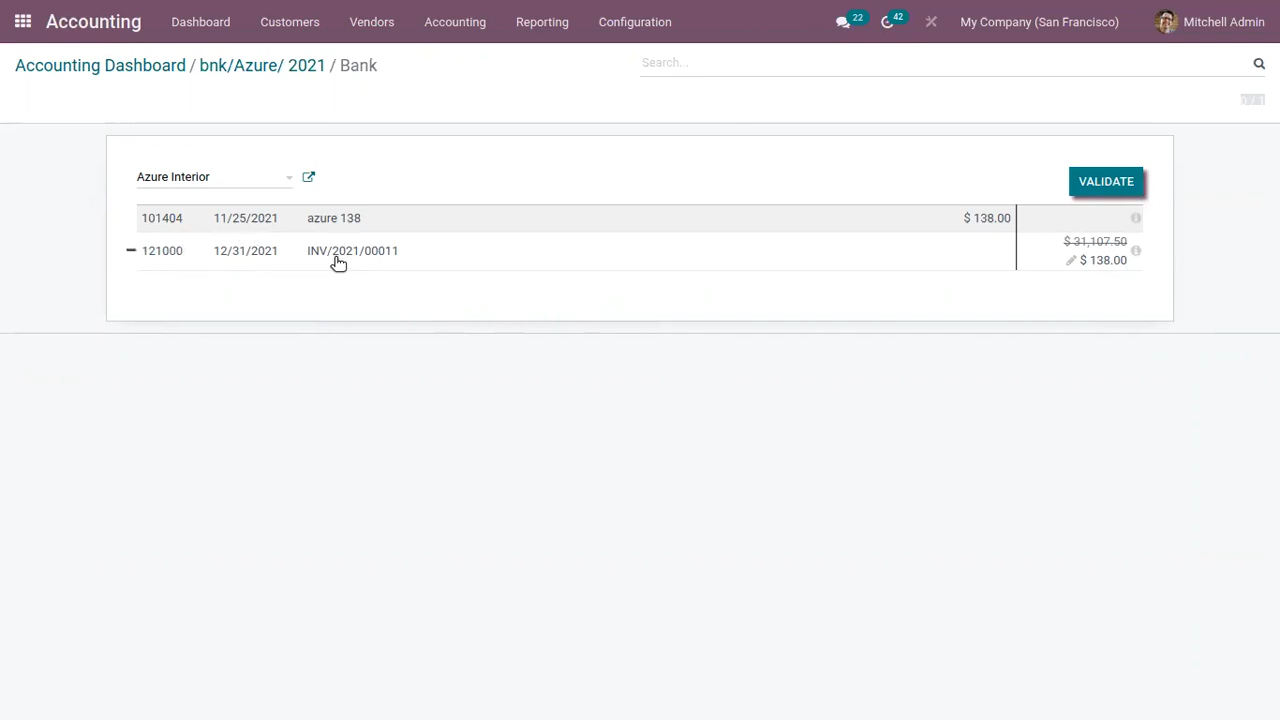 Accounting Dashboard Customers Vendors Accounting Reporting Configuration 22 42 My Company (San Francisco) Mitchell Admin
Accounting Dashboard / bnk/Azure/ 2021 / Bank
Search...
0 / 1
Azure Interior
VALIDATE
101404 11/25/2021 azure 138 $ 138.00
121000 12/31/2021 INV/2021/00011 $ 31,107.50
$ 138.00